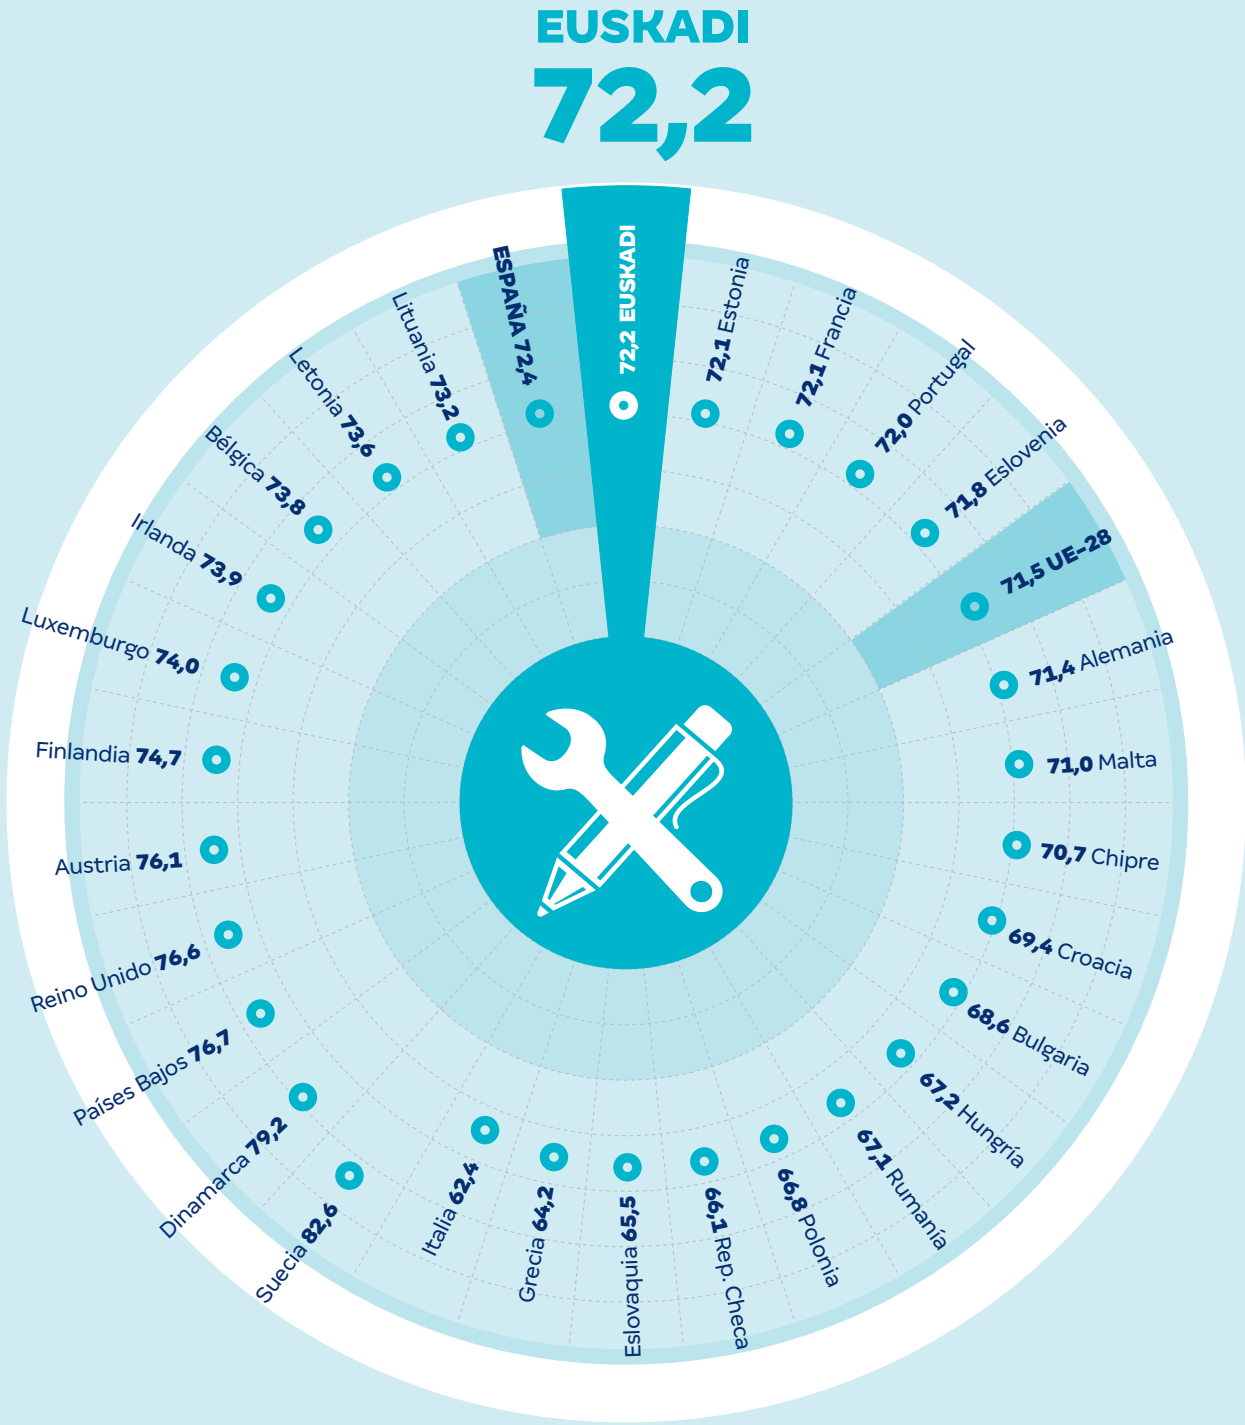 EUSKADI
72,2
72,2 EUSKADI
72,1 Estonia
72,1 Francia
72,0 Portugal
71,8 Eslovenia
71,5 UE-28
71,4 Alemania
71,0 Malta
70,7 Chipre
69,4 Croacia
68,6 Bulgaria
67,2 Hungría
67,1 Rumanía
66,8 Polonia
66,1 Rep. Checa
Eslovaquia 65,5
Grecia 64,2
Italia 62,4
Suecia 82,6
Dinamarca 79,2
Países Bajos 76,7
Reino Unido 76,6
Austria 76,1
Finlandia 74,7
Luxemburgo 74,0
Irlanda 73,9
Bélgica 73,8
Letonia 73,6
Lituania 73,2
ESPAÑA 72,4